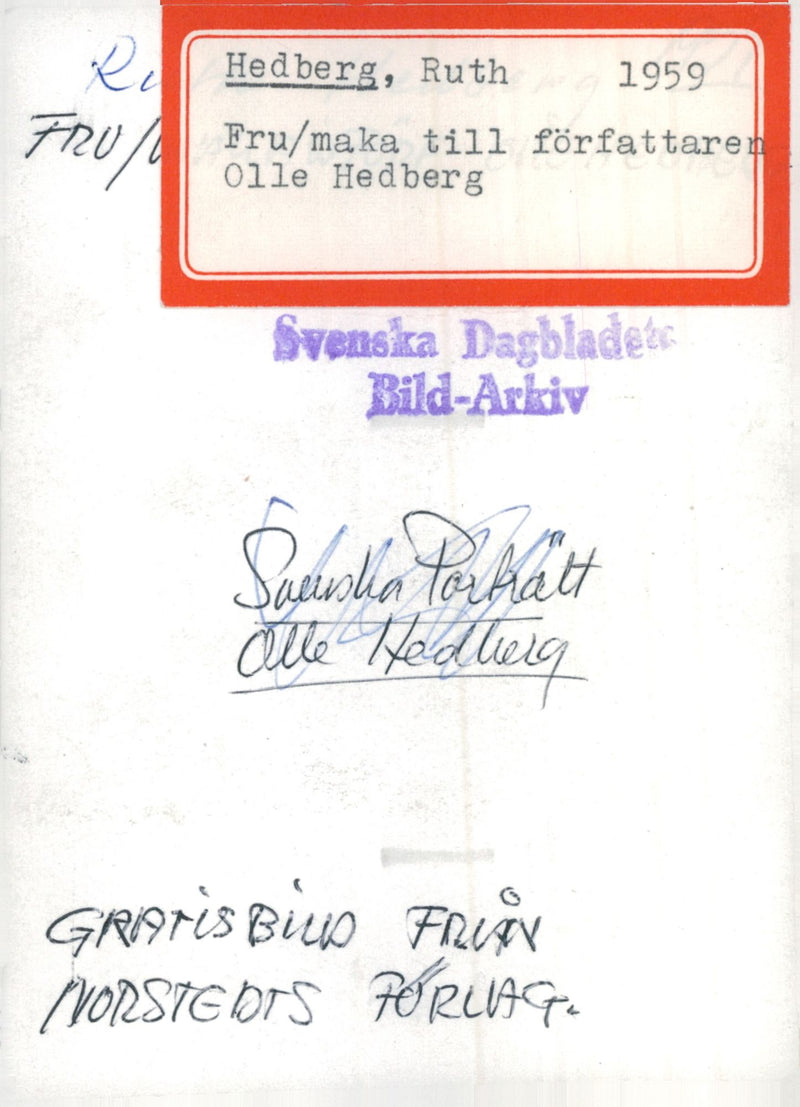 Hedberg, Ruth 1959
Fru/maka till författaren
Olle Hedberg
FRU/
Svenska Dagbladets
Bild-Arkiv
Svenska Porträtt
Olle Hedberg
GRATISBILD FRÅN
NORSTEDTS FÖRLAG.